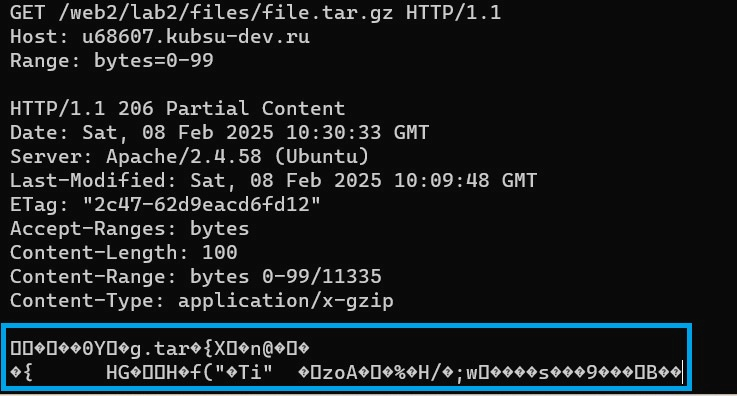 GET /web2/lab2/files/file.tar.gz HTTP/1.1
Host: u68607.kubsu-dev.ru
Range: bytes=0-99

HTTP/1.1 206 Partial Content
Date: Sat, 08 Feb 2025 10:30:33 GMT
Server: Apache/2.4.58 (Ubuntu)
Last-Modified: Sat, 08 Feb 2025 10:09:48 GMT
ETag: "2c47-62d9eacd6fd12"
Accept-Ranges: bytes
Content-Length: 100
Content-Range: bytes 0-99/11335
Content-Type: application/x-gzip

▯▯�▯��0Y▯�g.tar�{X▯�n@�▯�
�{ HG�▯▯H�f("�Ti" �▯zoA�▯�%�H/�;w▯����s���9���▯B��